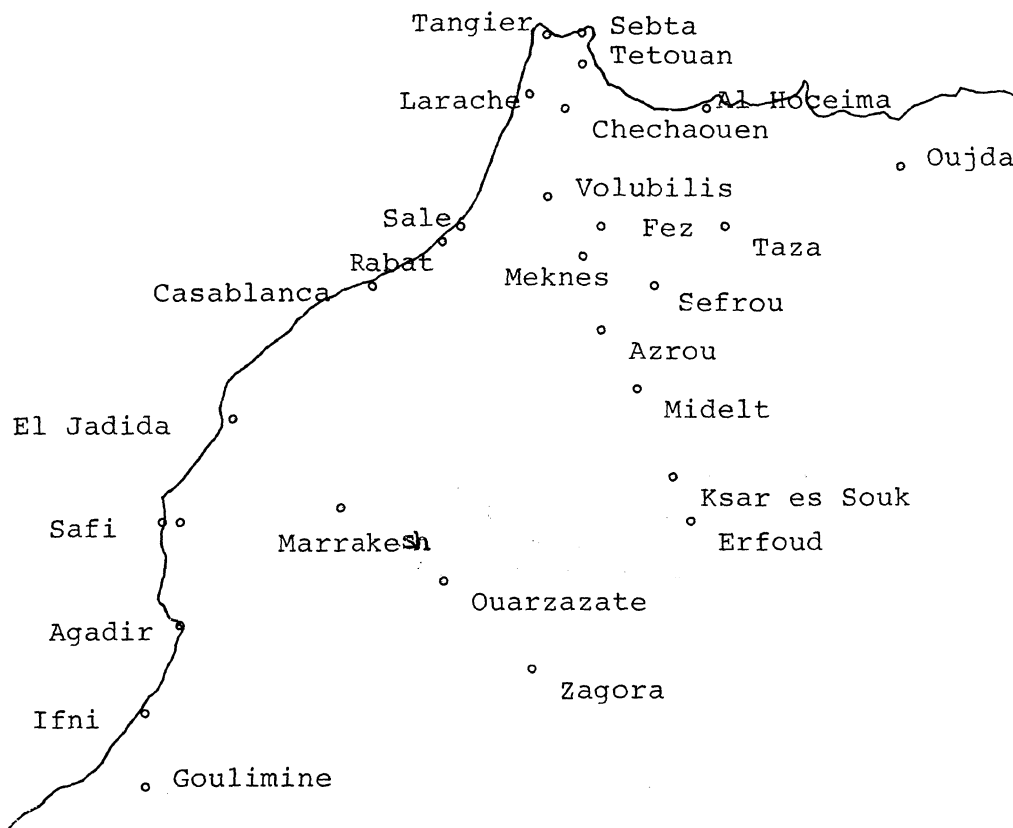 Tangier
Sebta
Tetouan
Larache
Al Hoceima
Chechaouen
Oujda
Volubilis
Sale
Fez
Taza
Rabat
Meknes
Casablanca
Sefrou
Azrou
Midelt
El Jadida
Ksar es Souk
Safi
Marrakesh
Erfoud
Ouarzazate
Agadir
Zagora
Ifni
Goulimine